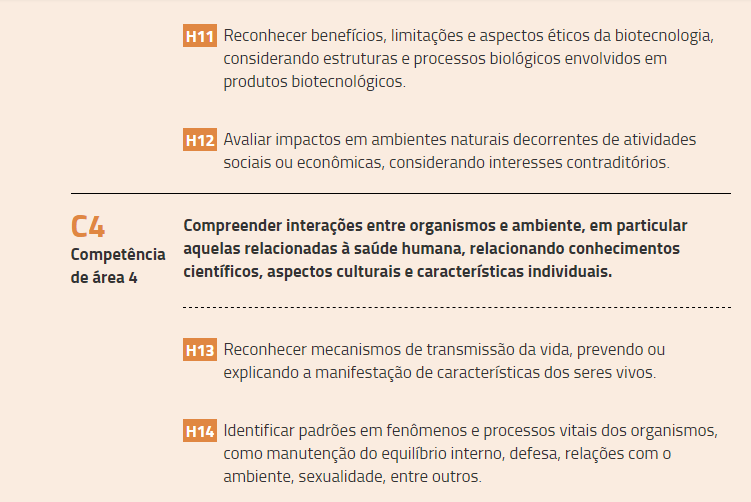 H11 Reconhecer benefícios, limitações e aspectos éticos da biotecnologia,
considerando estruturas e processos biológicos envolvidos em
produtos biotecnológicos.
H12 Avaliar impactos em ambientes naturais decorrentes de atividades
sociais ou econômicas, considerando interesses contraditórios.
C4
Competência
de área 4
Compreender interações entre organismos e ambiente, em particular
aquelas relacionadas à saúde humana, relacionando conhecimentos
científicos, aspectos culturais e características individuais.
H13 Reconhecer mecanismos de transmissão da vida, prevendo ou
explicando a manifestação de características dos seres vivos.
H14 Identificar padrões em fenômenos e processos vitais dos organismos,
como manutenção do equilíbrio interno, defesa, relações com o
ambiente, sexualidade, entre outros.